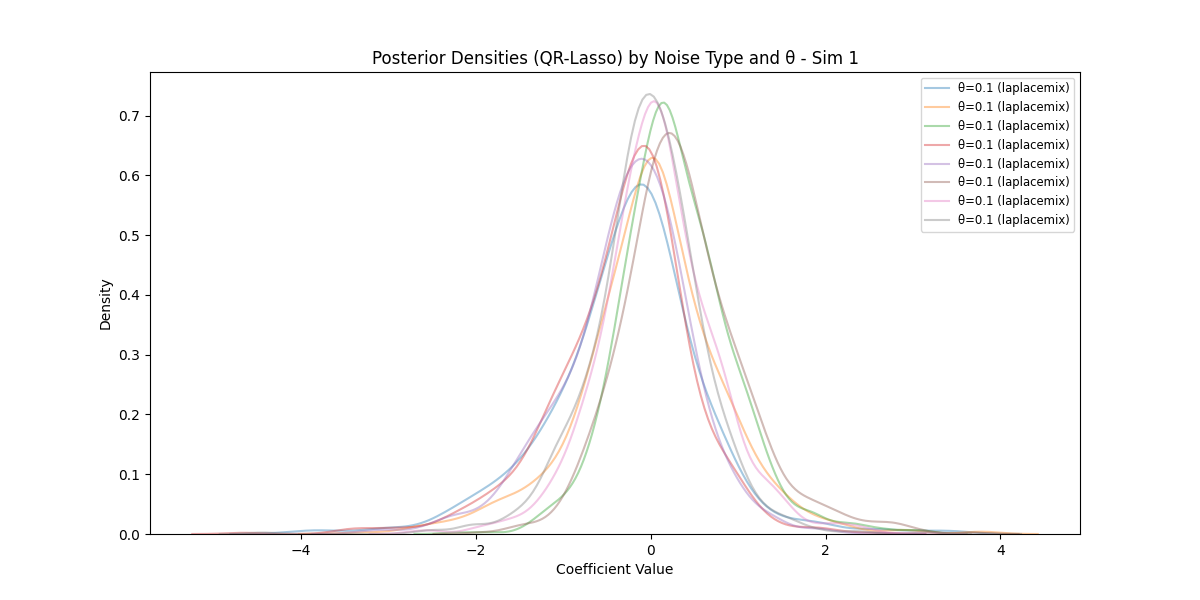 Posterior Densities (QR-Lasso) by Noise Type and θ - Sim 1
θ=0.1 (laplacemix)
θ=0.1 (laplacemix)
θ=0.1 (laplacemix)
θ=0.1 (laplacemix)
θ=0.1 (laplacemix)
θ=0.1 (laplacemix)
θ=0.1 (laplacemix)
θ=0.1 (laplacemix)
Density
0.7
0.6
0.5
0.4
0.3
0.2
0.1
0.0
−4 −2 0 2 4
Coefficient Value